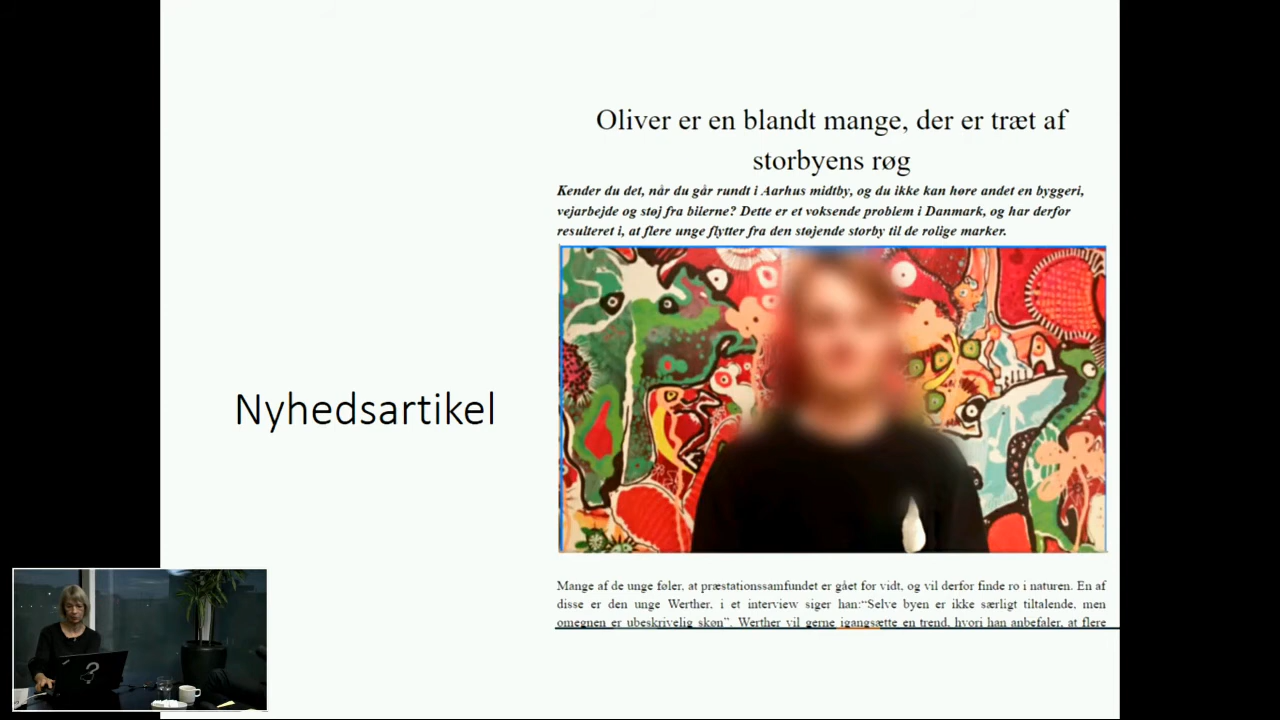 Nyhedsartikel
Oliver er en blandt mange, der er træt af
storbyens røg
Kender du det, når du går rundt i Aarhus midtby, og du ikke kan høre andet en byggeri,
vejarbejde og støj fra bilerne? Dette er et voksende problem i Danmark, og har derfor
resulteret i, at flere unge flytter fra den støjende storby til de rolige marker.
Mange af de unge føler, at præstationssamfundet er gået for vidt, og vil derfor finde ro i naturen. En af
disse er den unge Werther, i et interview siger han:“Selve byen er ikke særligt tiltalende, men
omegnen er ubeskrivelig skøn”. Werther vil gerne igangsætte en trend, hvori han anbefaler, at flere
?